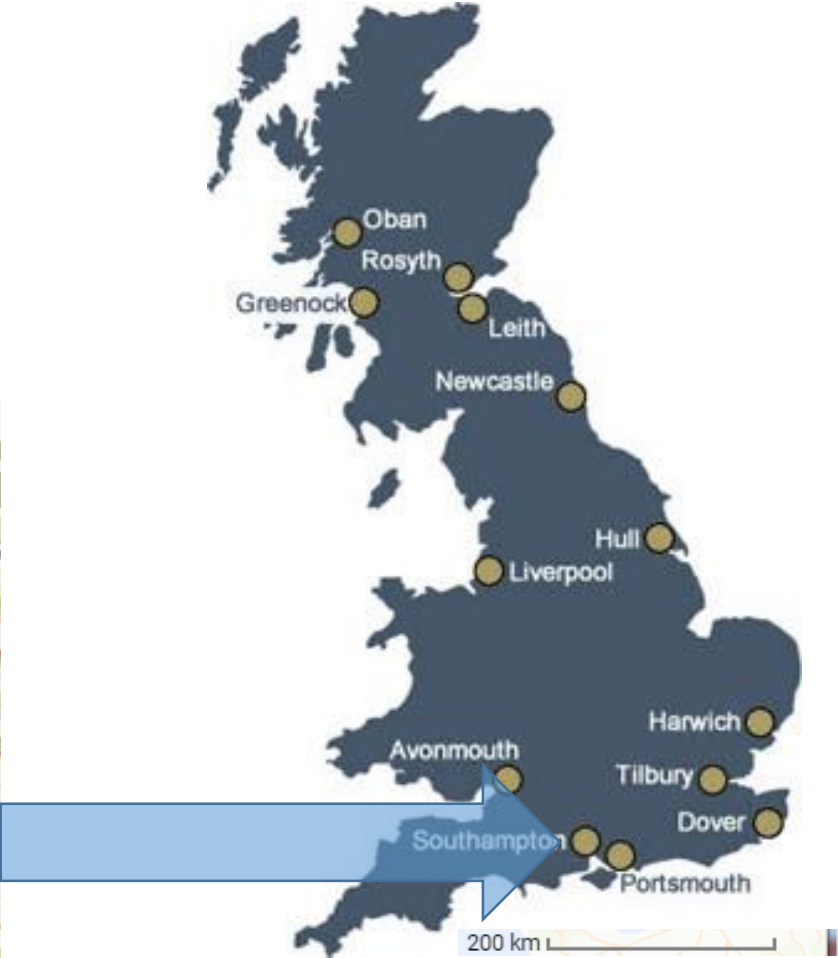 Oban
Rosyth
Greenock
Leith
Newcastle
Hull
Liverpool
Harwich
Avonmouth
Tilbury
Dover
Southampton
Portsmouth
200 km